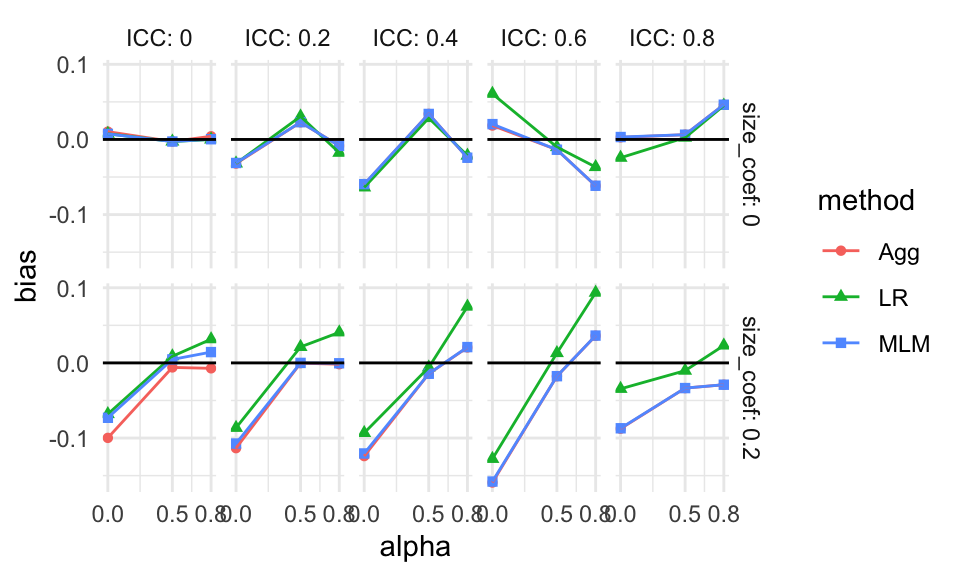 ICC: 0 ICC: 0.2 ICC: 0.4 ICC: 0.6 ICC: 0.8
0.1
0.0
-0.1
size_coef: 0
0.1
0.0
-0.1
size_coef: 0.2
bias
0.0 0.5 0.8 0.0 0.5 0.8 0.0 0.5 0.8 0.0 0.5 0.8 0.0 0.5 0.8
alpha
method
Agg
LR
MLM